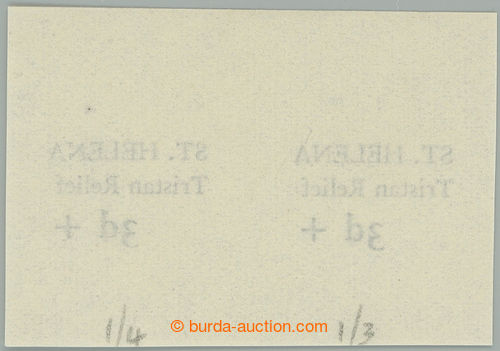 ST. HELENA ST. HELENA
Tristan Relief Tristan Relief
3d + 3d +
1/4 1/3
© burda-auction.com